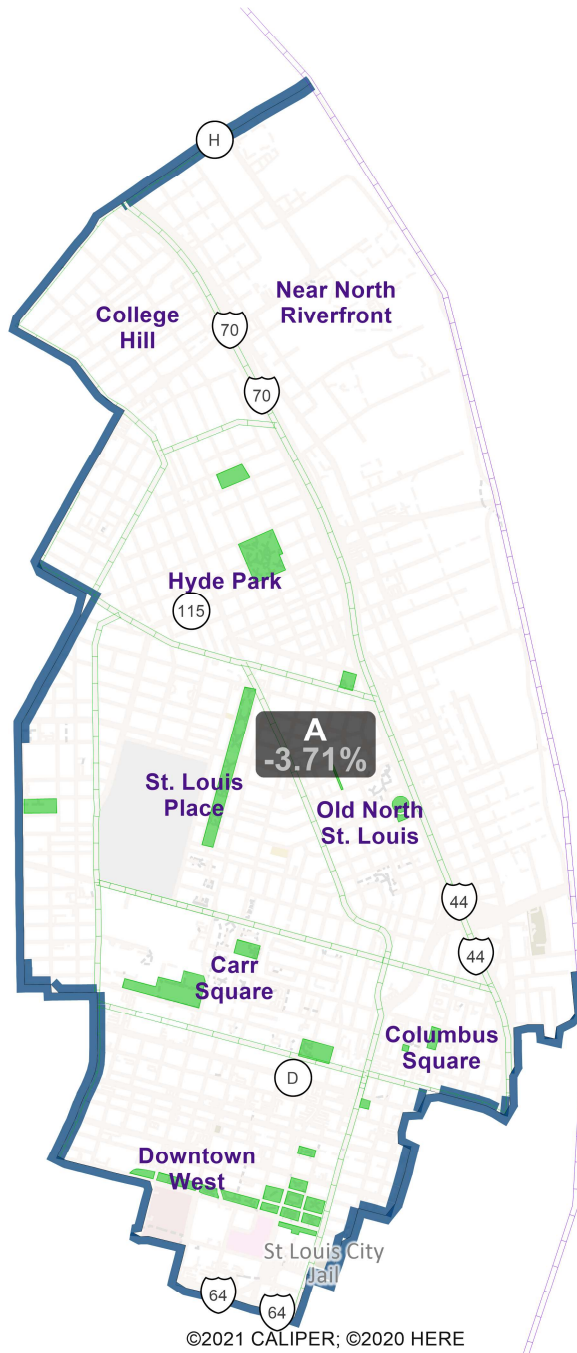 H
Near North
Riverfront
College
Hill
70
70
Hyde Park
115
A
-3.71%
St. Louis
Place
Old North
St. Louis
44
44
Carr
Square
Columbus
Square
D
Downtown
West
St Louis City
Jail
64
64
©2021 CALIPER; ©2020 HERE